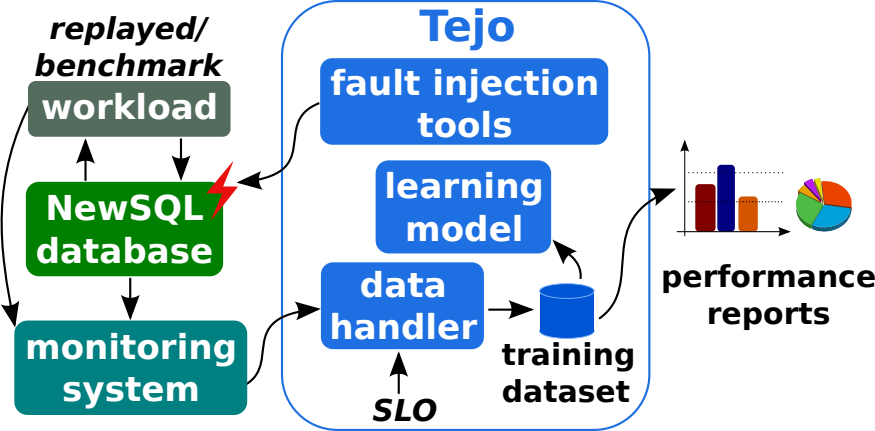 replayed/
benchmark
workload
NewSQL
database
monitoring
system
Tejo
fault injection
tools
learning
model
data
handler
training
dataset
SLO
performance
reports